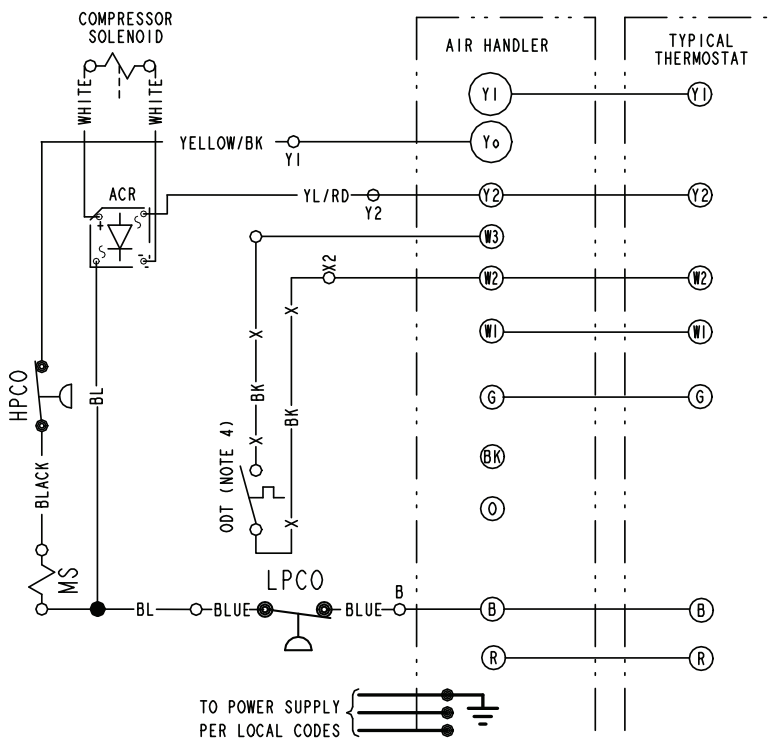 COMPRESSOR
SOLENOID
AIR HANDLER
TYPICAL
THERMOSTAT
WHITE
WHITE
Y1
Y1
YELLOW/BK
Y1
Yo
ACR
YL/RD
Y2
Y2
Y2
W3
X2
W2
W2
X
X
W1
W1
HPCO
BL
BK
BK
G
G
X
ODT (NOTE 4)
BK
BLACK
O
X
MS
LPCO
BL
BLUE
BLUE
B
B
B
R
R
TO POWER SUPPLY
PER LOCAL CODES